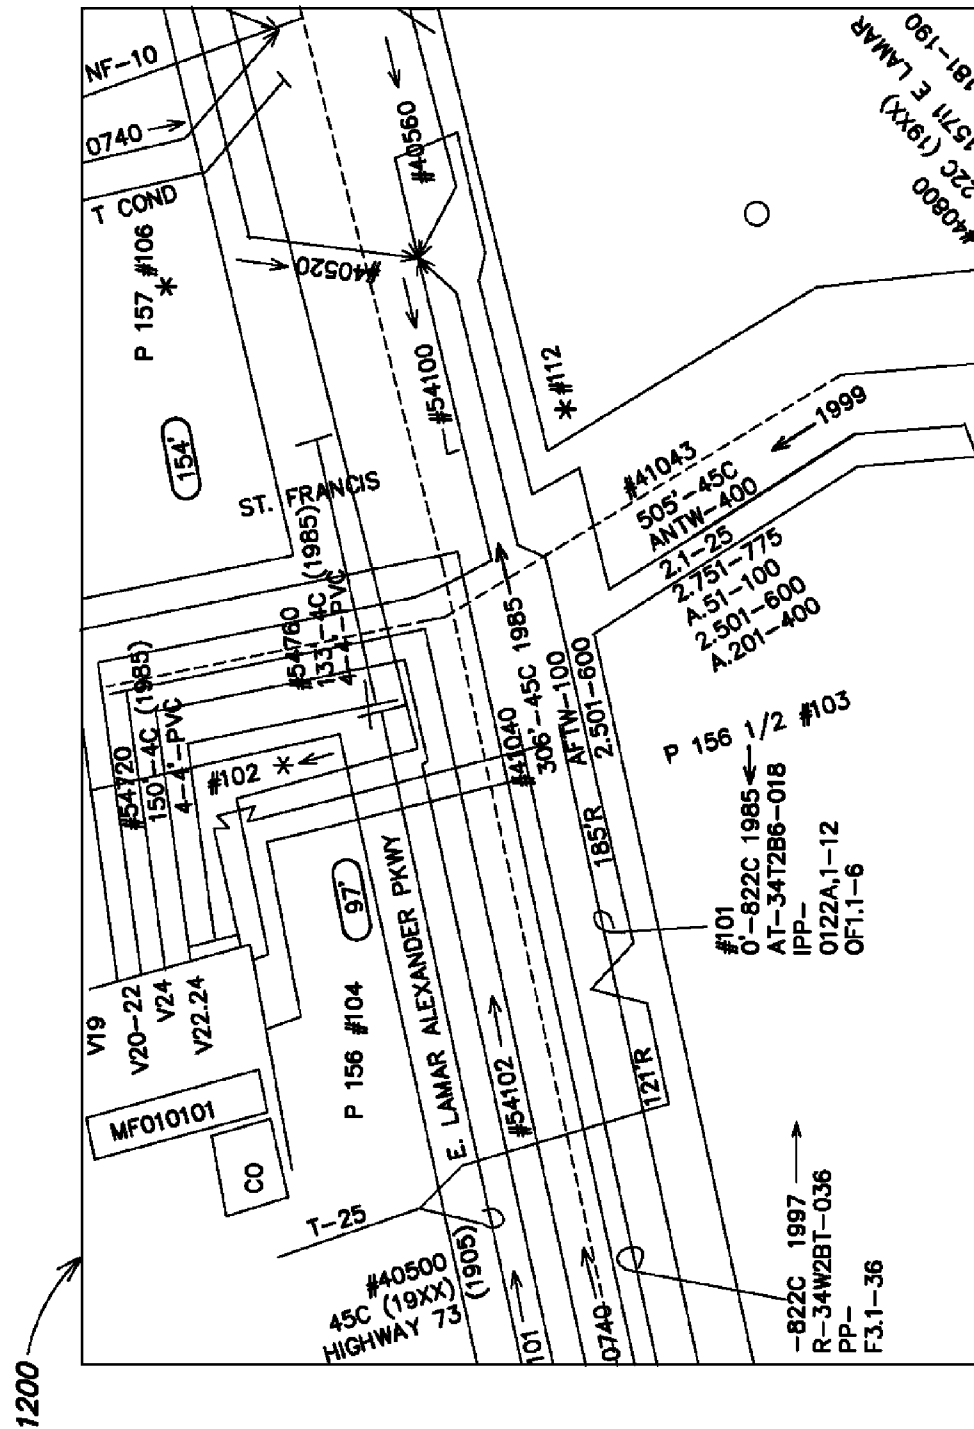 1200
NF-10
0740
T COND
P 157 #106
154'
ST. FRANCIS
#40560
#40520
#54100
#112
181-190
157I1 E LAMAR
22C (19XX)
#40800
1999
#41043
505'-45C
ANTW-400
2.1-25
2.751-775
A.51-100
2.501-600
A.201-400
#54760
133'-4C (1985)
4-4'-PVC
#54720
150'-4C (1985)
4-4'-PVC
#102
#41040
306'-45C 1985
AFTW-100
2.501-600
P 156 1/2 #103
185'R
97'
P 156 #104
E. LAMAR ALEXANDER PKWY
#101
0'-822C 1985
AT-34T2B6-018
IPP-
0122A,1-12
OF1.1-6
V19
V20-22
V24
V22.24
MF010101
CO
T-25
#54102
121'R
#40500
45C (19XX)
HIGHWAY 73 (1905)
101
0740
-822C 1997
R-34W2BT-036
PP-
F3.1-36